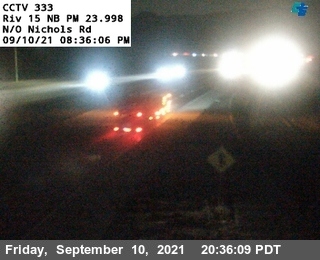 CCTV 333
Riv 15 NB PM 23.998
N/O Nichols Rd
09/10/21 08:36:06 PM
Friday, September 10, 2021 20:36:09 PDT